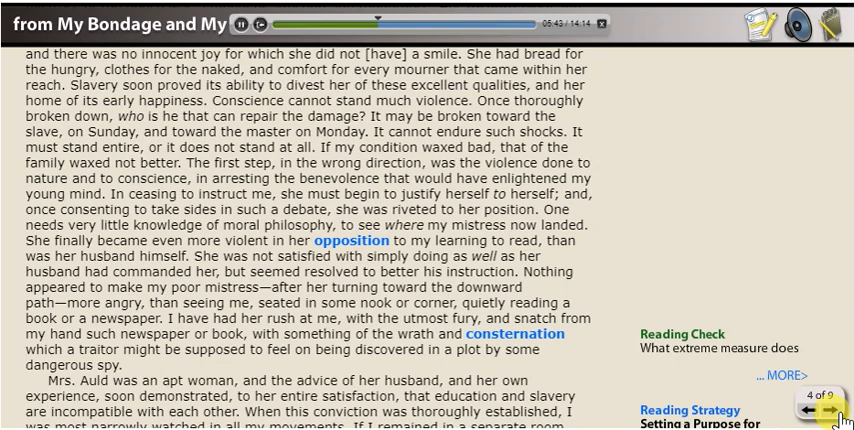 from My Bondage and My
05:43 / 14:14
and there was no innocent joy for which she did not [have] a smile. She had bread for
the hungry, clothes for the naked, and comfort for every mourner that came within her
reach. Slavery soon proved its ability to divest her of these excellent qualities, and her
home of its early happiness. Conscience cannot stand much violence. Once thoroughly
broken down, who is he that can repair the damage? It may be broken toward the
slave, on Sunday, and toward the master on Monday. It cannot endure such shocks. It
must stand entire, or it does not stand at all. If my condition waxed bad, that of the
family waxed not better. The first step, in the wrong direction, was the violence done to
nature and to conscience, in arresting the benevolence that would have enlightened my
young mind. In ceasing to instruct me, she must begin to justify herself to herself; and,
once consenting to take sides in such a debate, she was riveted to her position. One
needs very little knowledge of moral philosophy, to see where my mistress now landed.
She finally became even more violent in her opposition to my learning to read, than
was her husband himself. She was not satisfied with simply doing as well as her
husband had commanded her, but seemed resolved to better his instruction. Nothing
appeared to make my poor mistress—after her turning toward the downward
path—more angry, than seeing me, seated in some nook or corner, quietly reading a
book or a newspaper. I have had her rush at me, with the utmost fury, and snatch from
my hand such newspaper or book, with something of the wrath and consternation
which a traitor might be supposed to feel on being discovered in a plot by some
dangerous spy.
Mrs. Auld was an apt woman, and the advice of her husband, and her own
experience, soon demonstrated, to her entire satisfaction, that education and slavery
are incompatible with each other. When this conviction was thoroughly established, I
was most narrowly watched in all my movements. If I remained in a separate room
Reading Check
What extreme measure does
... MORE>
4 of 9
Reading Strategy
Setting a Purpose for